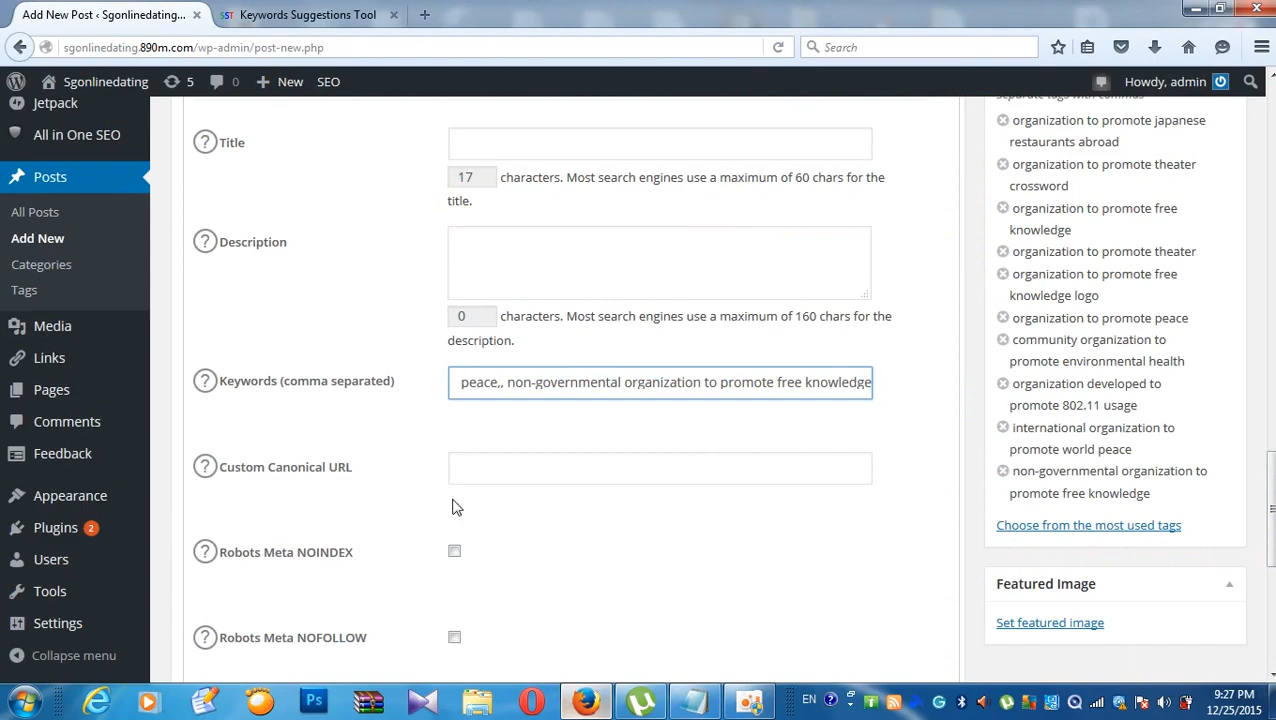 Add New Post - Sgonlinedating...
Keywords Suggestions Tool
sgonlinedating.890m.com/wp-admin/post-new.php
Search
Sgonlinedating
5
0
New
SEO
Howdy, admin
Jetpack
All in One SEO
Posts
All Posts
Add New
Categories
Tags
Media
Links
Pages
Comments
Feedback
Appearance
Plugins 2
Users
Tools
Settings
Collapse menu
Title
17 characters. Most search engines use a maximum of 60 chars for the
title.
Description
0 characters. Most search engines use a maximum of 160 chars for the
description.
Keywords (comma separated)
peace,, non-governmental organization to promote free knowledge
Custom Canonical URL
Robots Meta NOINDEX
Robots Meta NOFOLLOW
Separate tags with commas
organization to promote japanese
restaurants abroad
organization to promote theater
crossword
organization to promote free
knowledge
organization to promote theater
organization to promote free
knowledge logo
organization to promote peace
community organization to
promote environmental health
organization developed to
promote 802.11 usage
international organization to
promote world peace
non-governmental organization to
promote free knowledge
Choose from the most used tags
Featured Image
Set featured image
EN
9:27 PM
12/25/2015